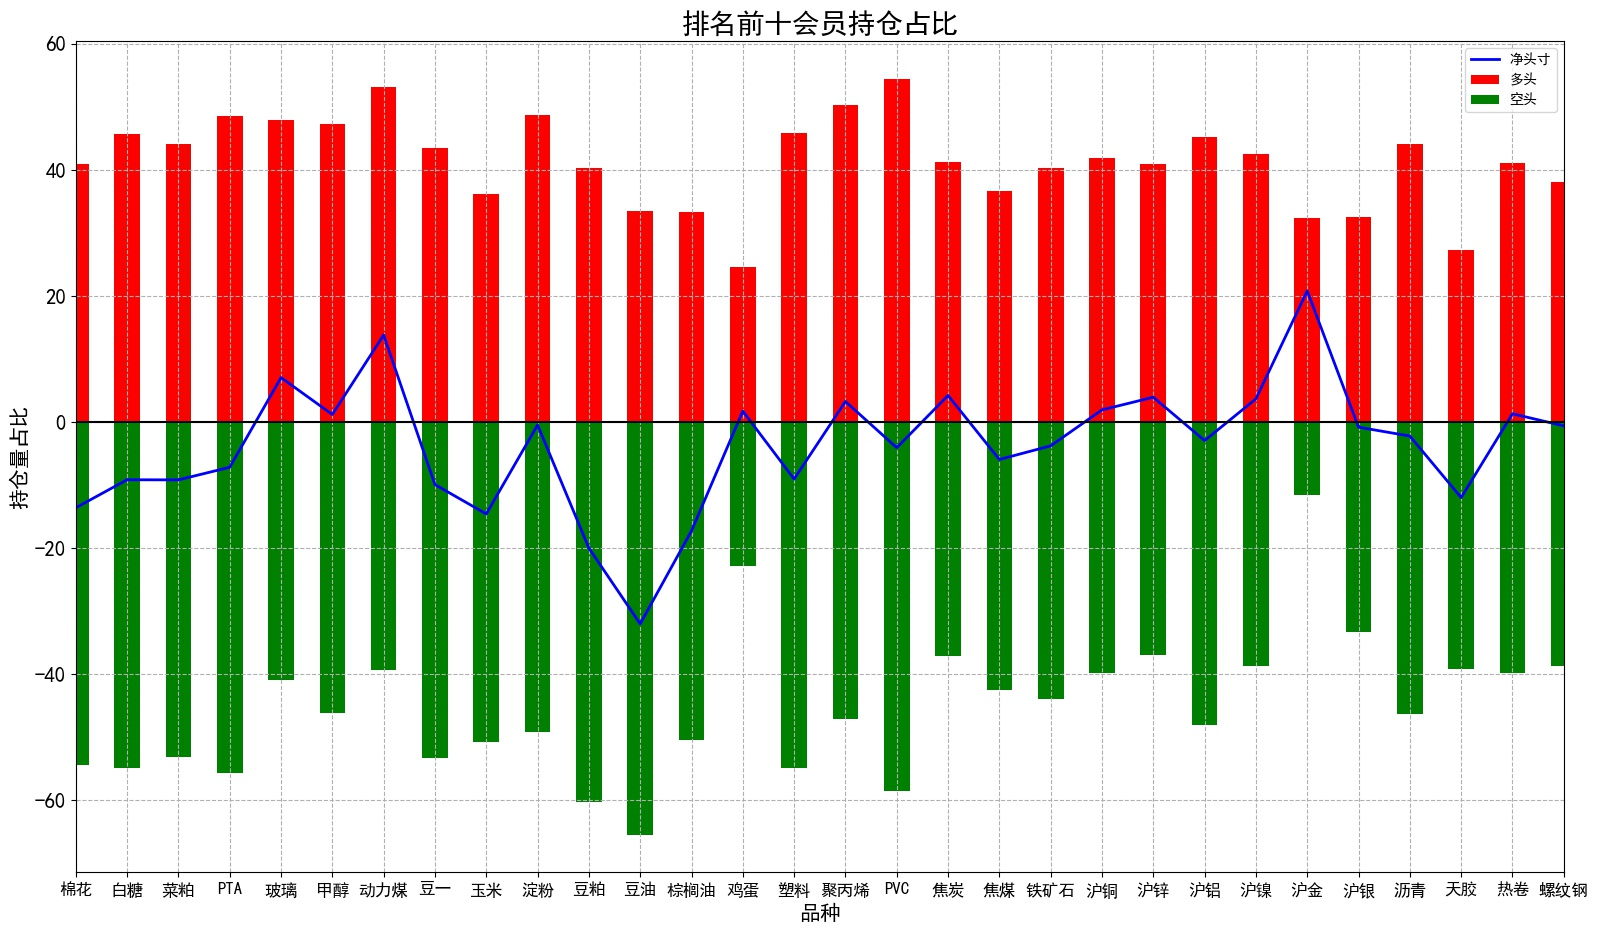 排名前十会员持仓占比
净头寸
多头
空头
持仓量占比
60
40
20
0
−20
−40
−60
棉花 白糖 菜粕 PTA 玻璃 甲醇 动力煤 豆一 玉米 淀粉 豆粕 豆油 棕榈油 鸡蛋 塑料 聚丙烯 PVC 焦炭 焦煤 铁矿石 沪铜 沪锌 沪铝 沪镍 沪金 沪银 沥青 天胶 热卷 螺纹钢
品种